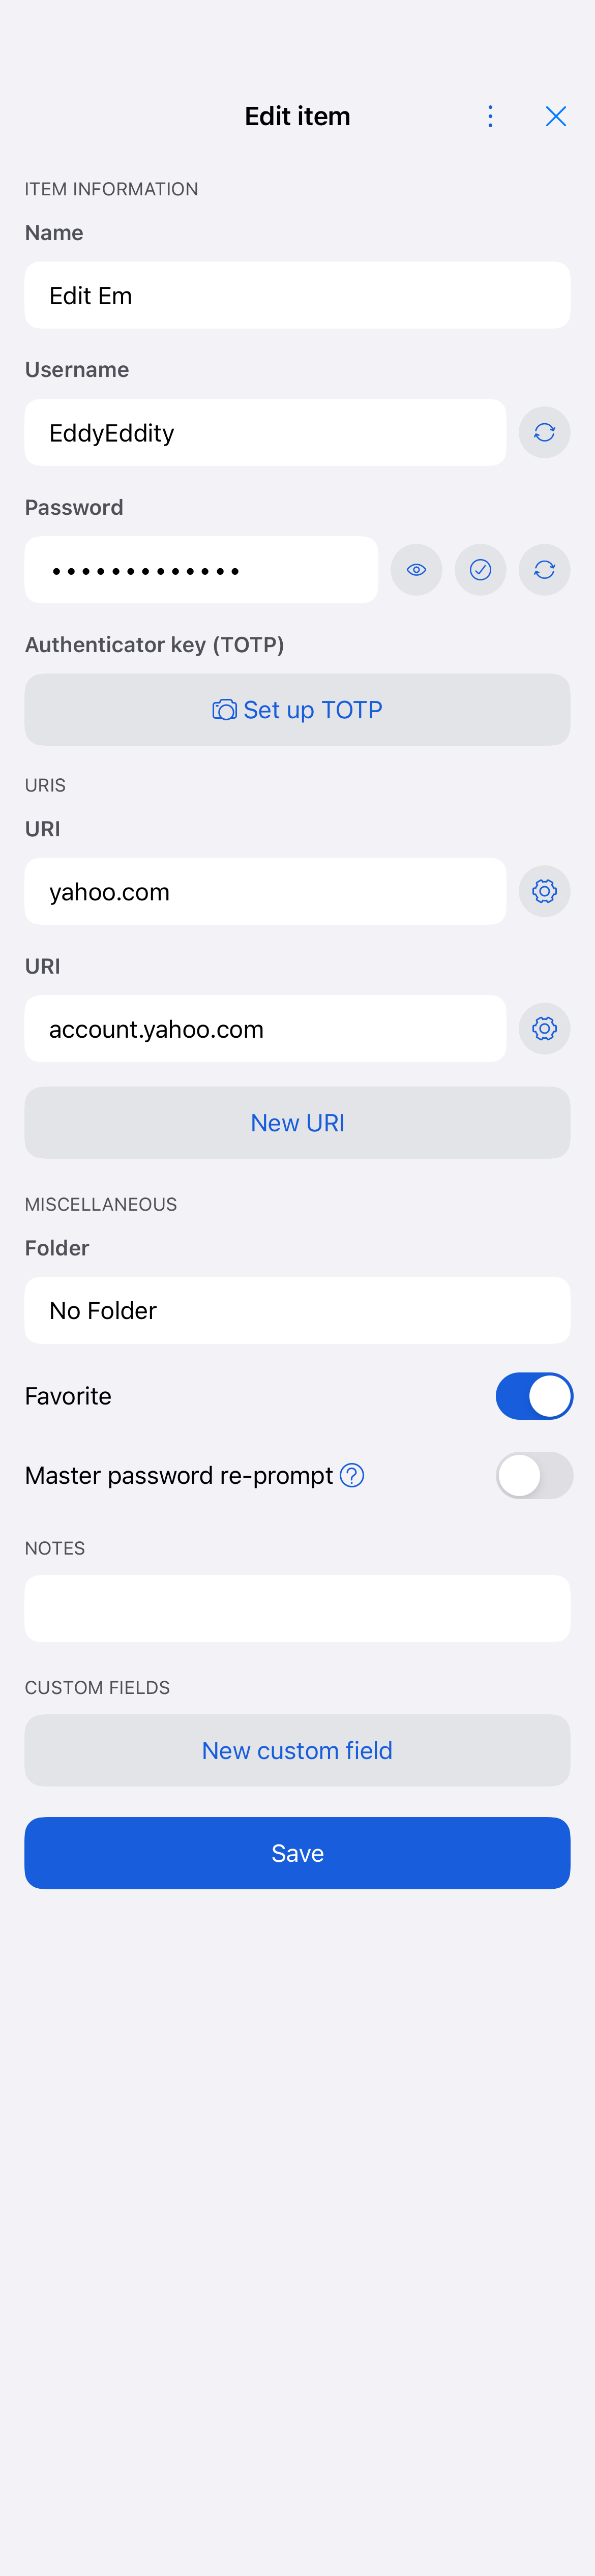 Edit item
ITEM INFORMATION
Name
Edit Em
Username
EddyEddity
Password
•••••••••••••
Authenticator key (TOTP)
Set up TOTP
URIS
URI
yahoo.com
URI
account.yahoo.com
New URI
MISCELLANEOUS
Folder
No Folder
Favorite
Master password re-prompt
NOTES
CUSTOM FIELDS
New custom field
Save